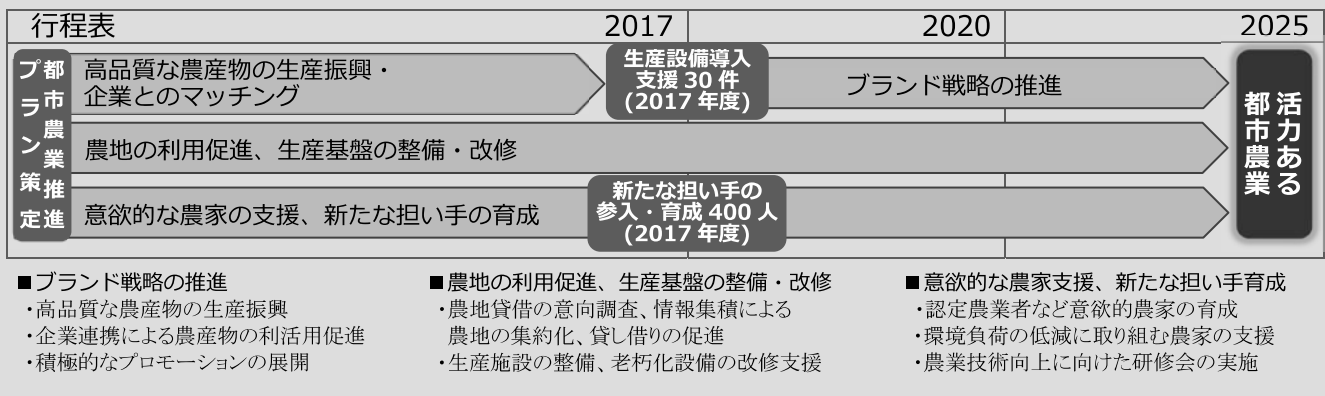 行程表
2017
2020
2025
都市農業推進
プラン策定
高品質な農産物の生産振興・
企業とのマッチング
生産設備導入
支援30件
(2017年度)
ブランド戦略の推進
農地の利用促進、生産基盤の整備・改修
意欲的な農家の支援、新たな担い手の育成
新たな担い手の
参入・育成400人
(2017年度)
活力ある
都市農業
■ブランド戦略の推進
・高品質な農産物の生産振興
・企業連携による農産物の利活用促進
・積極的なプロモーションの展開
■農地の利用促進、生産基盤の整備・改修
・農地貸借の意向調査、情報集積による
農地の集約化、貸し借りの促進
・生産施設の整備、老朽化設備の改修支援
■意欲的な農家支援、新たな担い手育成
・認定農業者など意欲的農家の育成
・環境負荷の低減に取り組む農家の支援
・農業技術向上に向けた研修会の実施